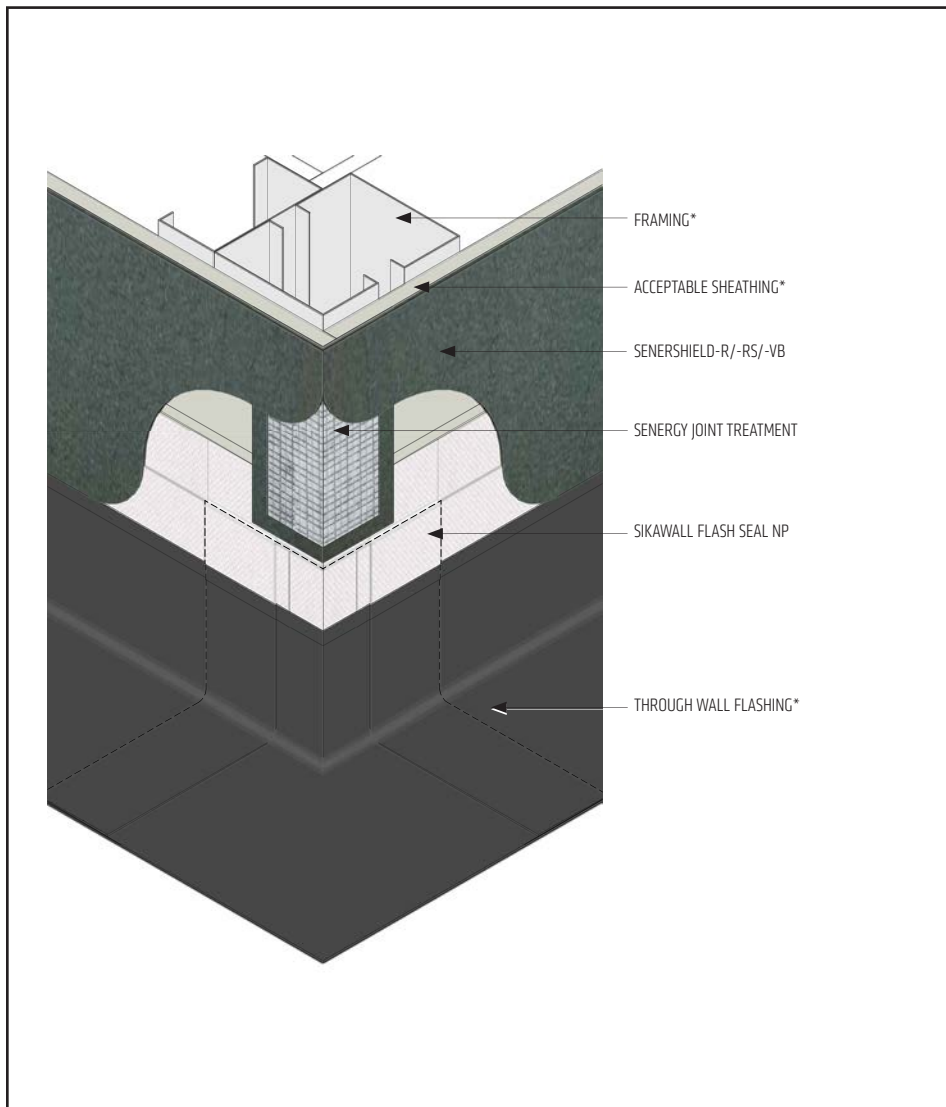 FRAMING*
ACCEPTABLE SHEATHING*
SENERSHIELD-R/-RS/-VB
SENERGY JOINT TREATMENT
SIKAWALL FLASH SEAL NP
THROUGH WALL FLASHING*